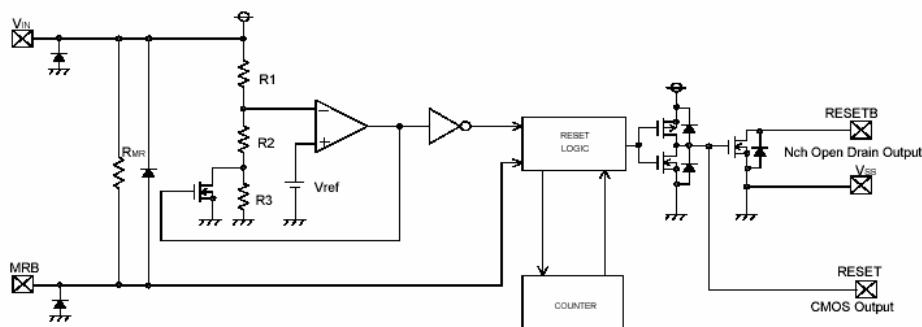 VIN
R1
RMR
R2
R3
Vref
RESET
LOGIC
RESETB
Nch Open Drain Output
VSS
MRB
COUNTER
RESET
CMOS Output